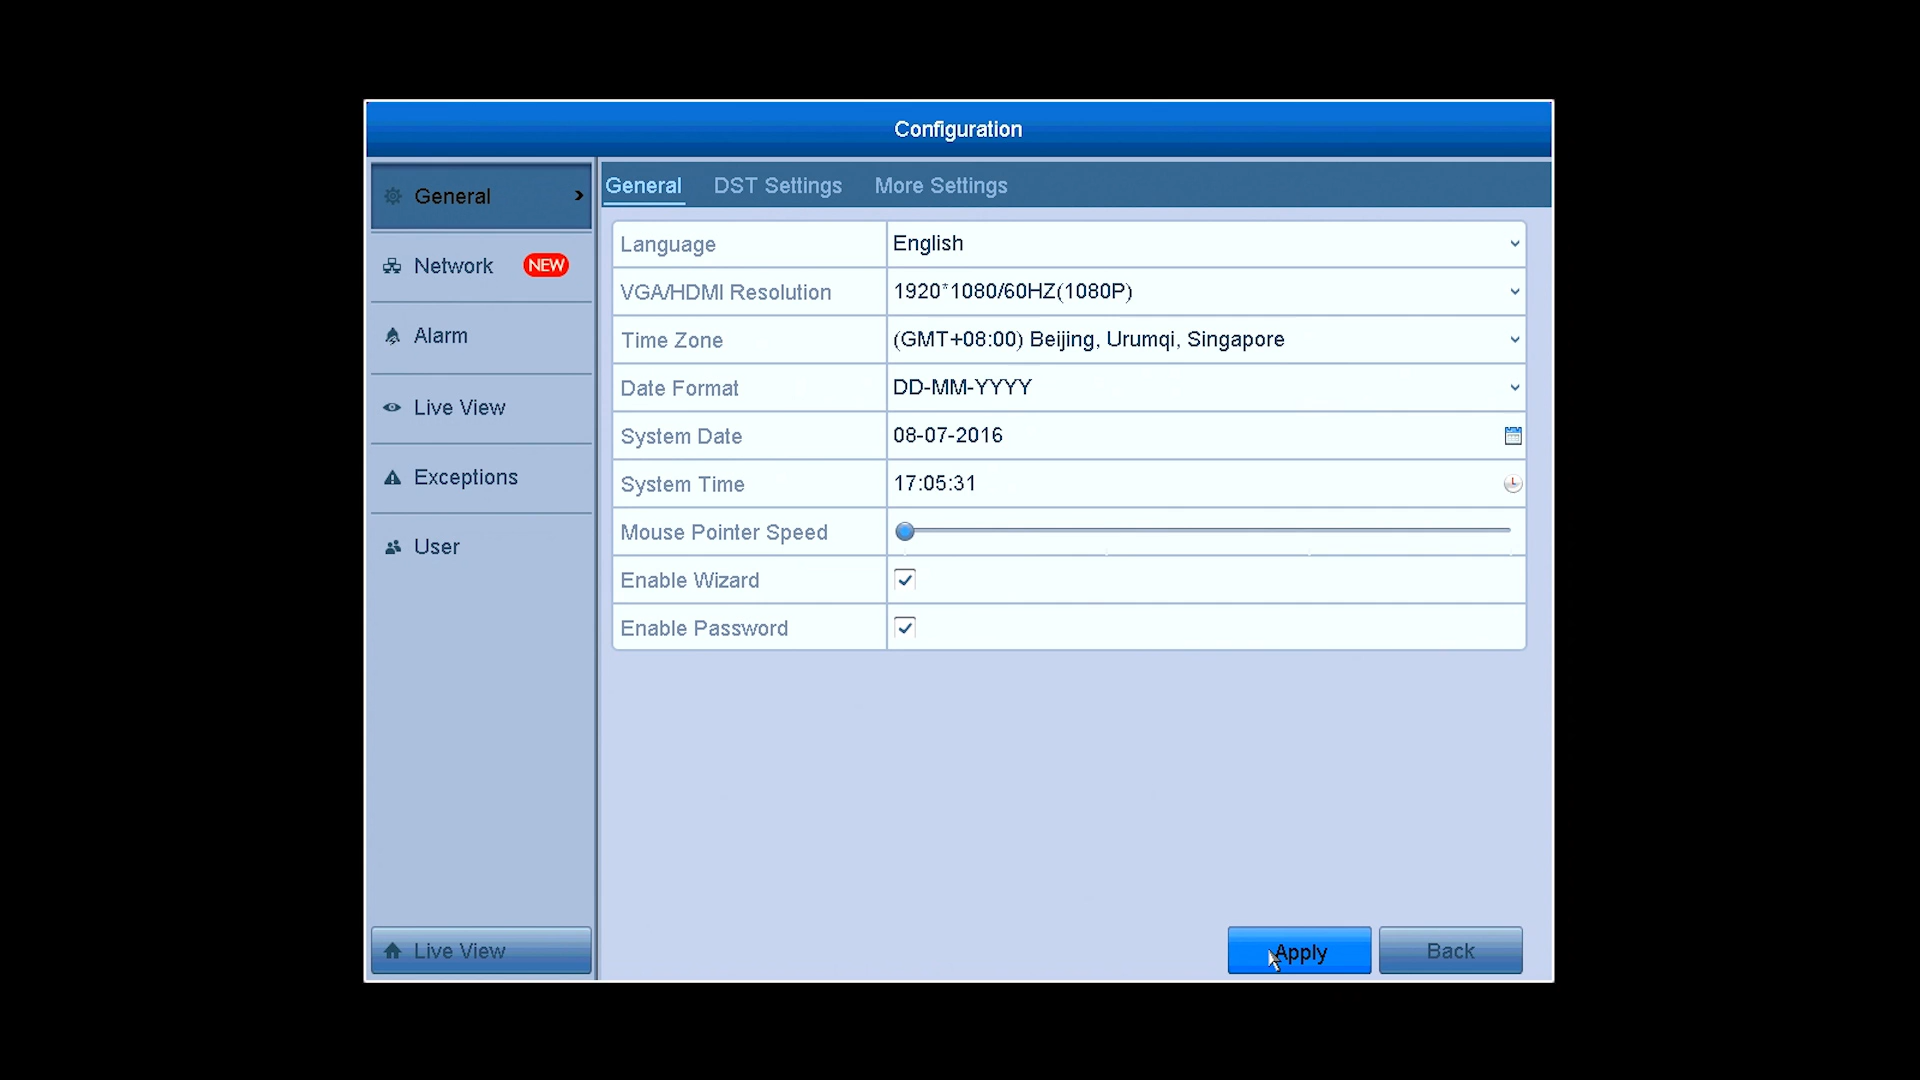 Configuration
General
Network NEW
Alarm
Live View
Exceptions
User
Live View
General DST Settings More Settings
Language English
VGA/HDMI Resolution 1920*1080/60HZ(1080P)
Time Zone (GMT+08:00) Beijing, Urumqi, Singapore
Date Format DD-MM-YYYY
System Date 08-07-2016
System Time 17:05:31
Mouse Pointer Speed
Enable Wizard
Enable Password
Apply Back